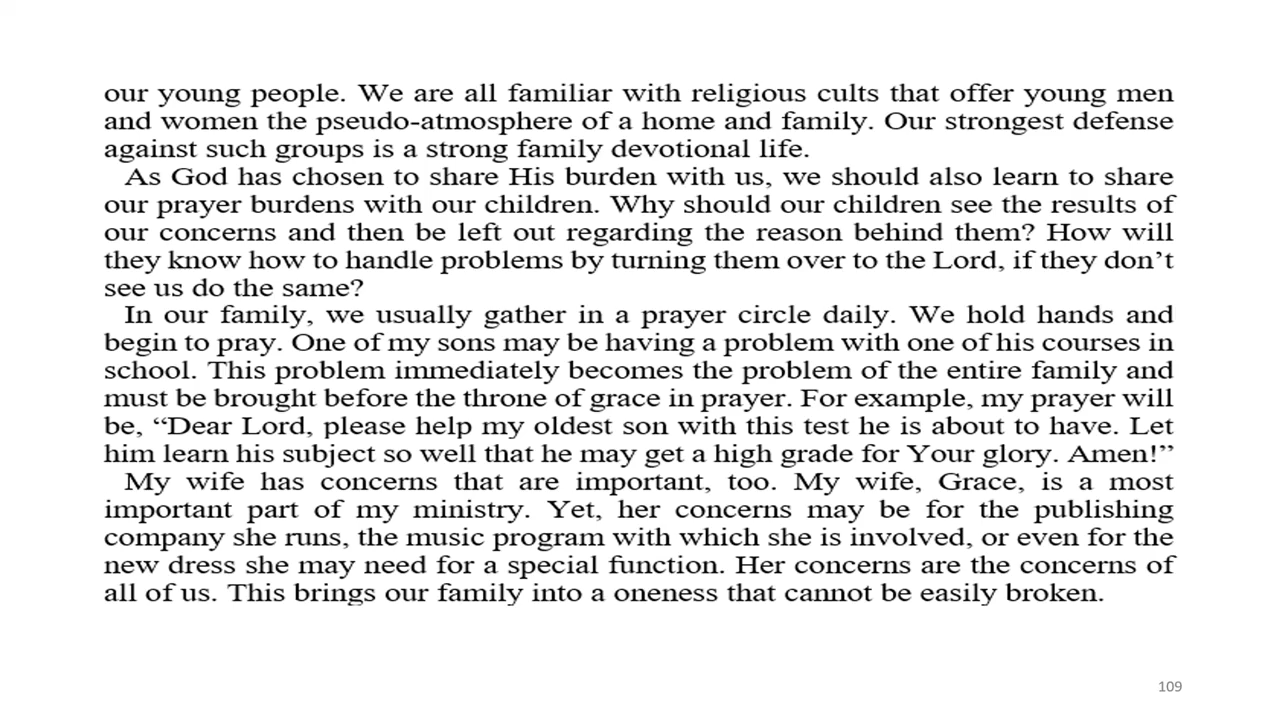 our young people. We are all familiar with religious cults that offer young men
and women the pseudo-atmosphere of a home and family. Our strongest defense
against such groups is a strong family devotional life.
As God has chosen to share His burden with us, we should also learn to share
our prayer burdens with our children. Why should our children see the results of
our concerns and then be left out regarding the reason behind them? How will
they know how to handle problems by turning them over to the Lord, if they don’t
see us do the same?
In our family, we usually gather in a prayer circle daily. We hold hands and
begin to pray. One of my sons may be having a problem with one of his courses in
school. This problem immediately becomes the problem of the entire family and
must be brought before the throne of grace in prayer. For example, my prayer will
be, “Dear Lord, please help my oldest son with this test he is about to have. Let
him learn his subject so well that he may get a high grade for Your glory. Amen!”
My wife has concerns that are important, too. My wife, Grace, is a most
important part of my ministry. Yet, her concerns may be for the publishing
company she runs, the music program with which she is involved, or even for the
new dress she may need for a special function. Her concerns are the concerns of
all of us. This brings our family into a oneness that cannot be easily broken.
109